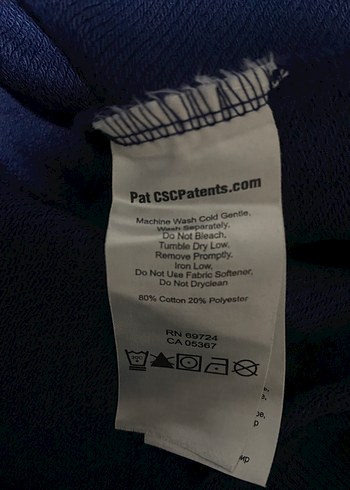 Pat CSCPatents.com
Machine Wash Cold Gentle,
Wash Separately,
Do Not Bleach,
Tumble Dry Low,
Remove Promptly,
Iron Low,
Do Not Use Fabric Softener,
Do Not Dryclean
80% Cotton 20% Polyester
RN 69724
CA 05367